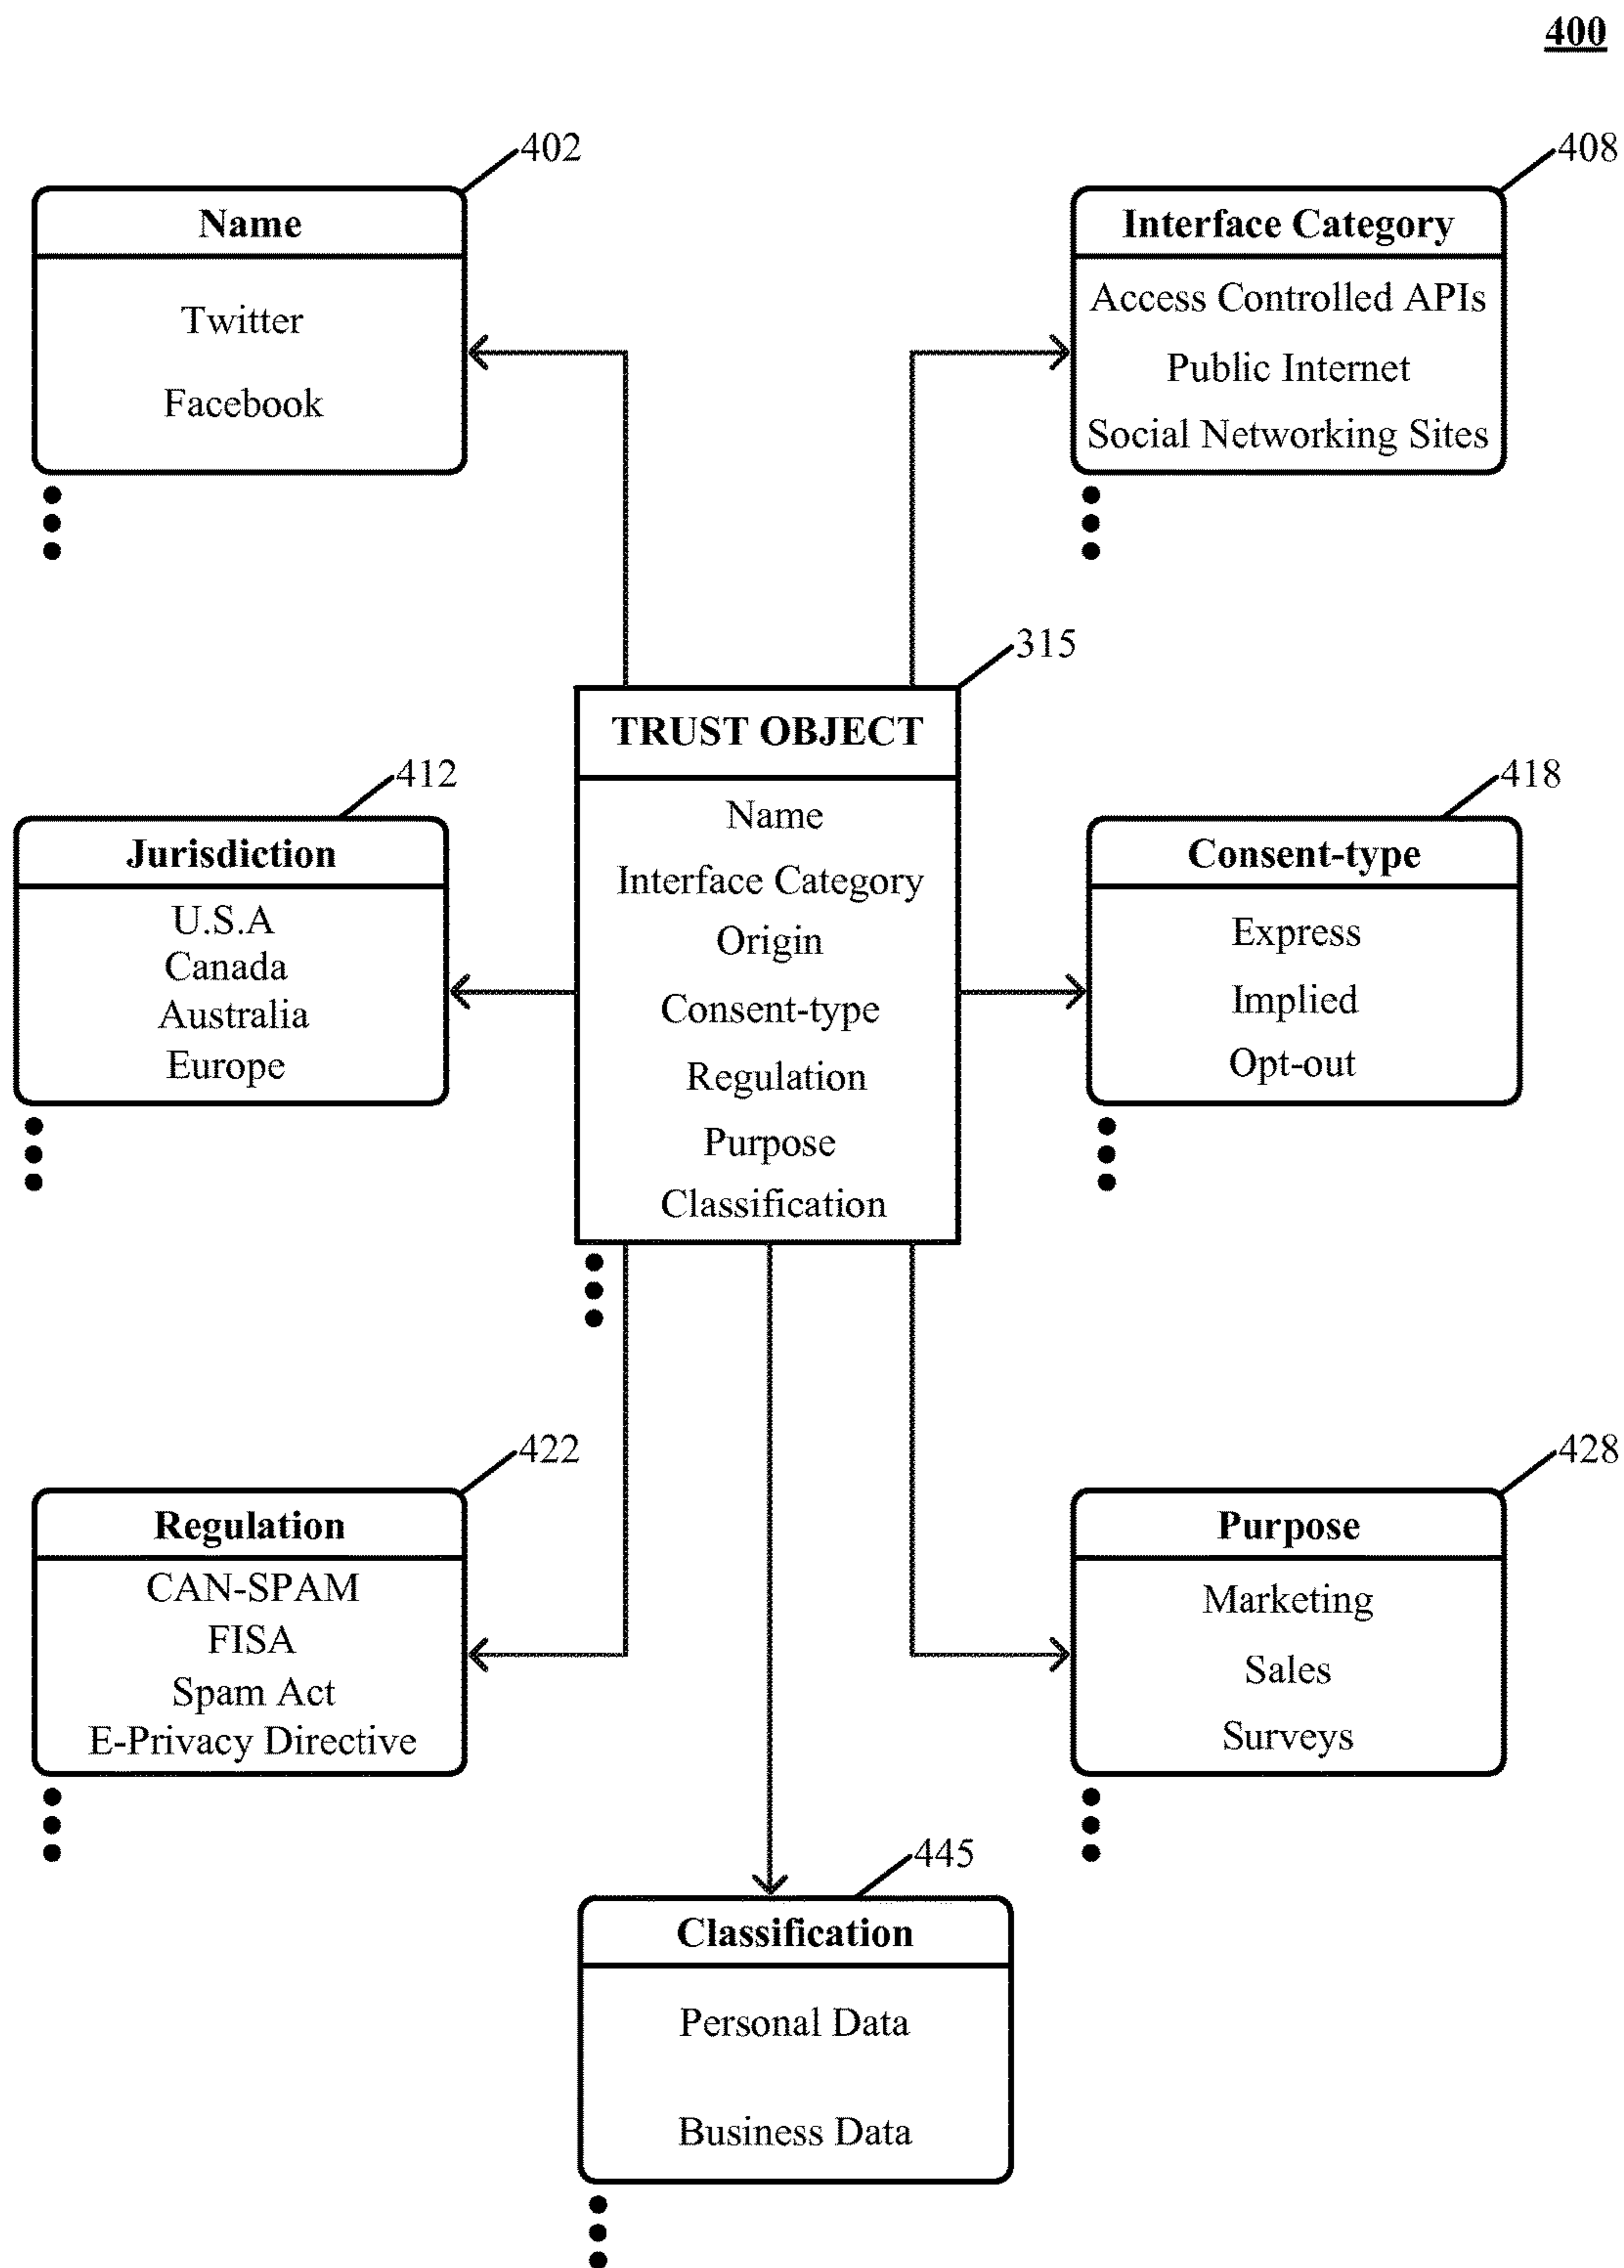 400
402
Name
Twitter
Facebook
408
Interface Category
Access Controlled APIs
Public Internet
Social Networking Sites
315
TRUST OBJECT
Name
Interface Category
Origin
Consent-type
Regulation
Purpose
Classification
412
Jurisdiction
U.S.A
Canada
Australia
Europe
418
Consent-type
Express
Implied
Opt-out
422
Regulation
CAN-SPAM
FISA
Spam Act
E-Privacy Directive
428
Purpose
Marketing
Sales
Surveys
445
Classification
Personal Data
Business Data